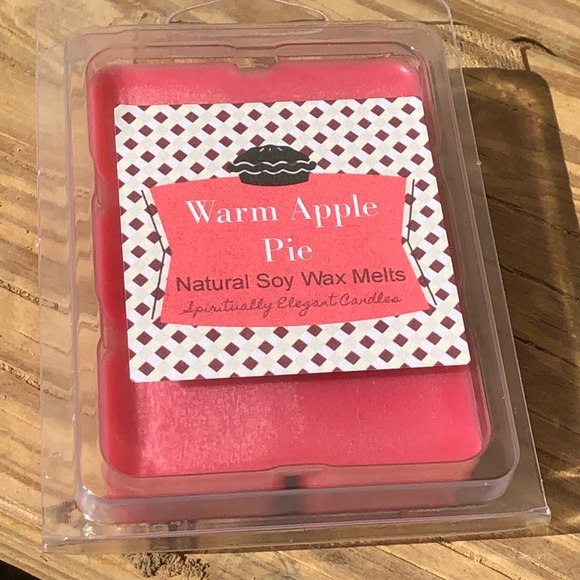 Warm Apple
Pie
Natural Soy Wax Melts
Spiritually Elegant Candles